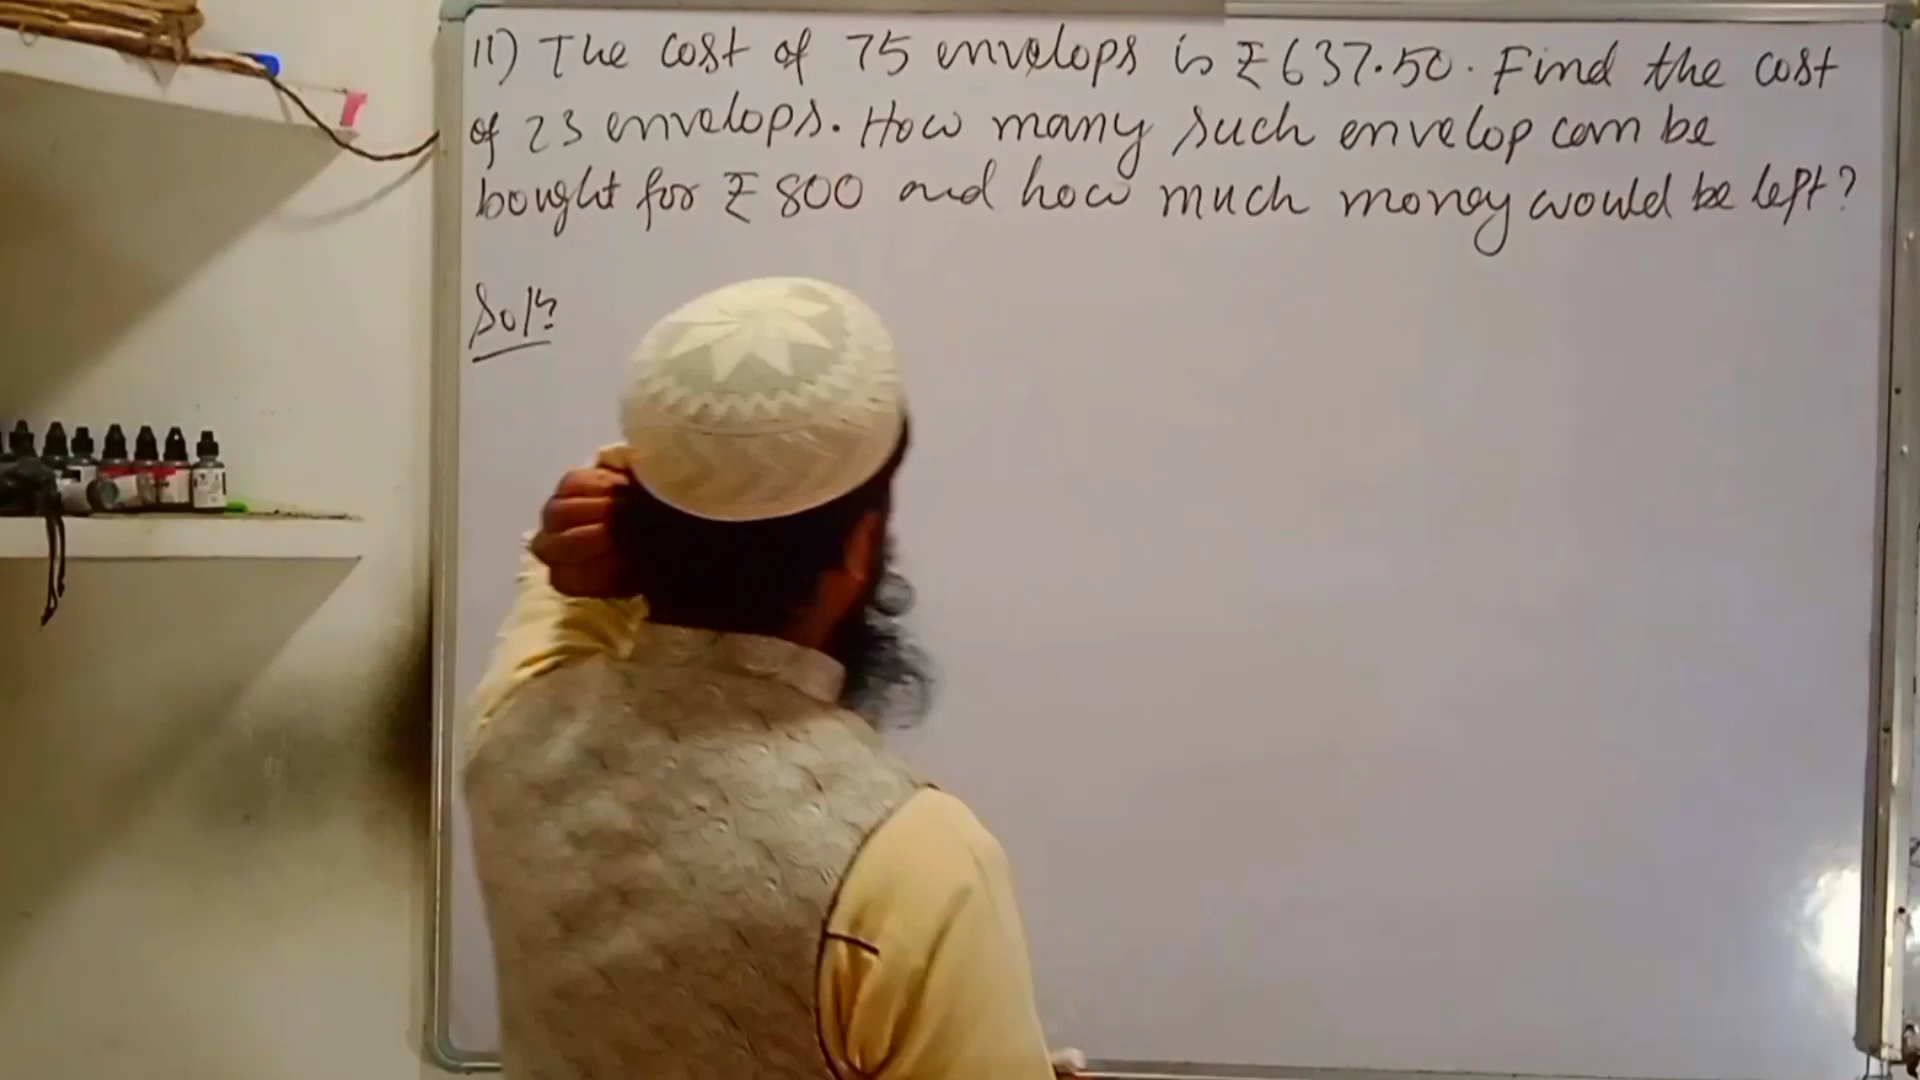 11) The cost of 75 envelops is ₹637.50. Find the cost
of 23 envelops. How many such envelop can be
bought for ₹800 and how much money would be left?
Soln